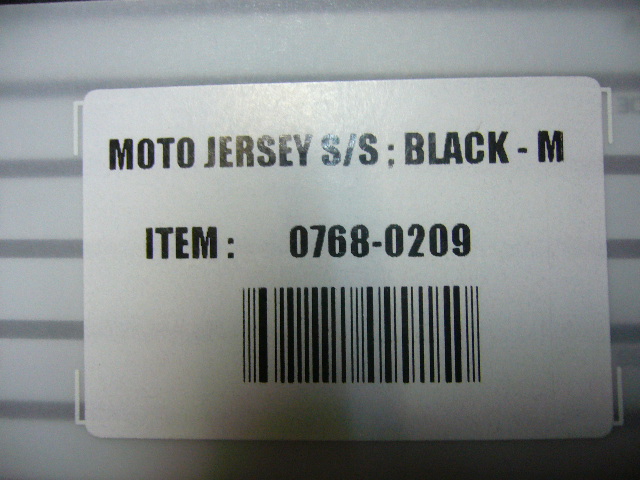 MOTO JERSEY S/S ; BLACK - M
ITEM : 0768-0209